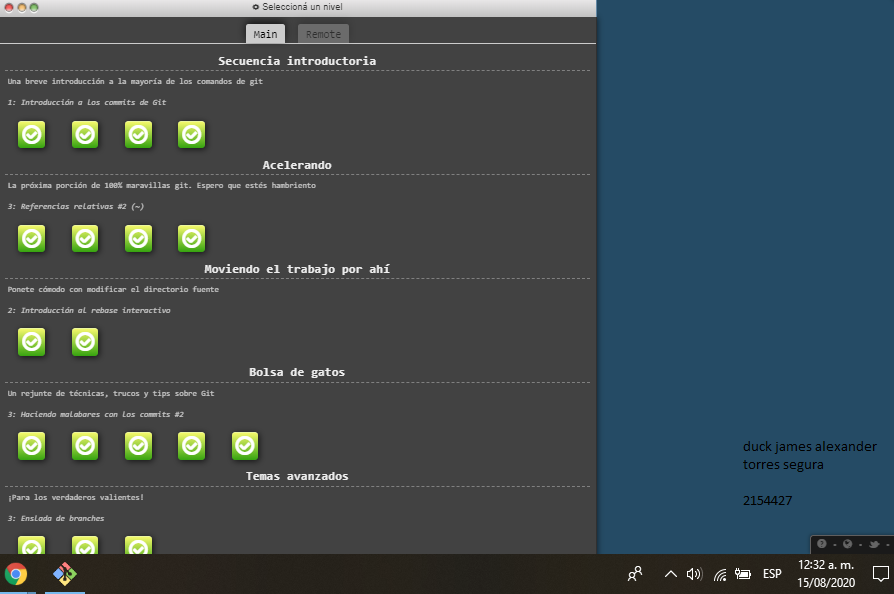 Seleccioná un nivel
Main
Remote
Secuencia introductoria
Una breve introducción a la mayoría de los comandos de git
1: Introducción a los commits de Git
Acelerando
La próxima porción de 100% maravillas git. Espero que estés hambriento
3: Referencias relativas #2 (~)
Moviendo el trabajo por ahí
Ponete cómodo con modificar el directorio fuente
2: Introducción al rebase interactivo
Bolsa de gatos
Un rejunte de técnicas, trucos y tips sobre Git
3: Haciendo malabares con los commits #2
Temas avanzados
¡Para los verdaderos valientes!
3: Enslada de branches
duck james alexander
torres segura
2154427
ESP
12:32 a. m.
15/08/2020